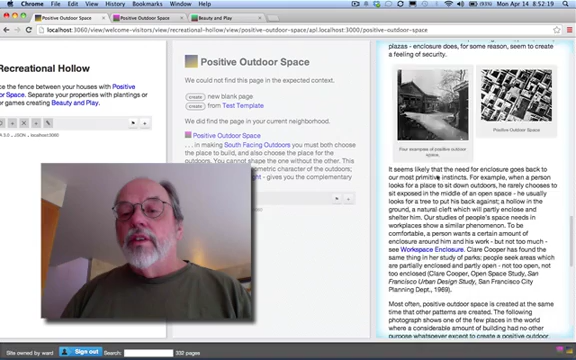 Chrome File Edit View History Bookmarks Window Help
Mon Apr 14 8:52:19
Positive Outdoor Space
Positive Outdoor Space
Beauty and Play
localhost:3060/view/welcome-visitors/view/recreational-hollow/view/positive-outdoor-space/api.localhost:3000/positive-outdoor-space
Recreational Hollow
ce the fence between your houses with Positive
or Space. Separate your properties with plantings or
or games creating Beauty and Play.
JSON . localhost:3060
Positive Outdoor Space
We could not find this page in the expected context.
create new blank page
create from Test Template
We did find the page in your current neighborhood.
Positive Outdoor Space
. . . in making South Facing Outdoors you must both choose
the place to build, and also choose the place for the
outdoors. You cannot shape the one without the other. This
geometric character of the outdoors;
- gives you the complementary
plazas - enclosure does, for some reason, seem to create
a feeling of security.
Four examples of positive outdoor
space.
Positive Outdoor Space
It seems likely that the need for enclosure goes back to
our most primitive instincts. For example, when a person
looks for a place to sit down outdoors, he rarely chooses to
sit exposed in the middle of an open space - he usually
looks for a tree to put his back against; a hollow in the
ground, a natural cleft which will partly enclose and
shelter him. Our studies of people's space needs in
workplaces show a similar phenomenon. To be
comfortable, a person wants a certain amount of
enclosure around him and his work - but not too much -
see Workspace Enclosure. Clare Cooper has found the
same thing in her study of parks: people seek areas which
are partially enclosed and partly open - not too open, not
too enclosed (Clare Cooper, Open Space Study, San
Francisco Urban Design Study, San Francisco City
Planning Dept., 1969).
Most often, positive outdoor space is created at the same
time that other patterns are created. The following
photograph shows one of the few places in the world
where a considerable amount of building had no other
purpose whatsoever except to create a positive outdoor
Site owned by ward
Sign out
Search:
332 pages